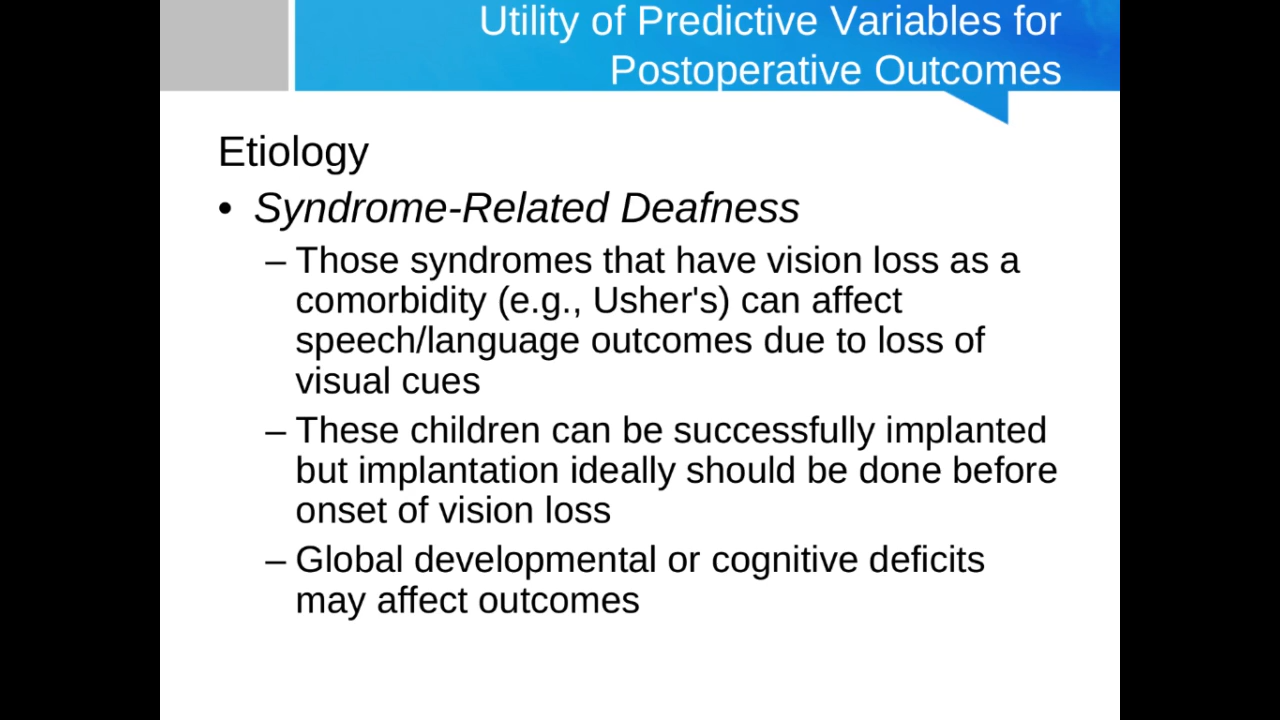 Utility of Predictive Variables for
Postoperative Outcomes
Etiology
• Syndrome-Related Deafness
– Those syndromes that have vision loss as a
comorbidity (e.g., Usher's) can affect
speech/language outcomes due to loss of
visual cues
– These children can be successfully implanted
but implantation ideally should be done before
onset of vision loss
– Global developmental or cognitive deficits
may affect outcomes